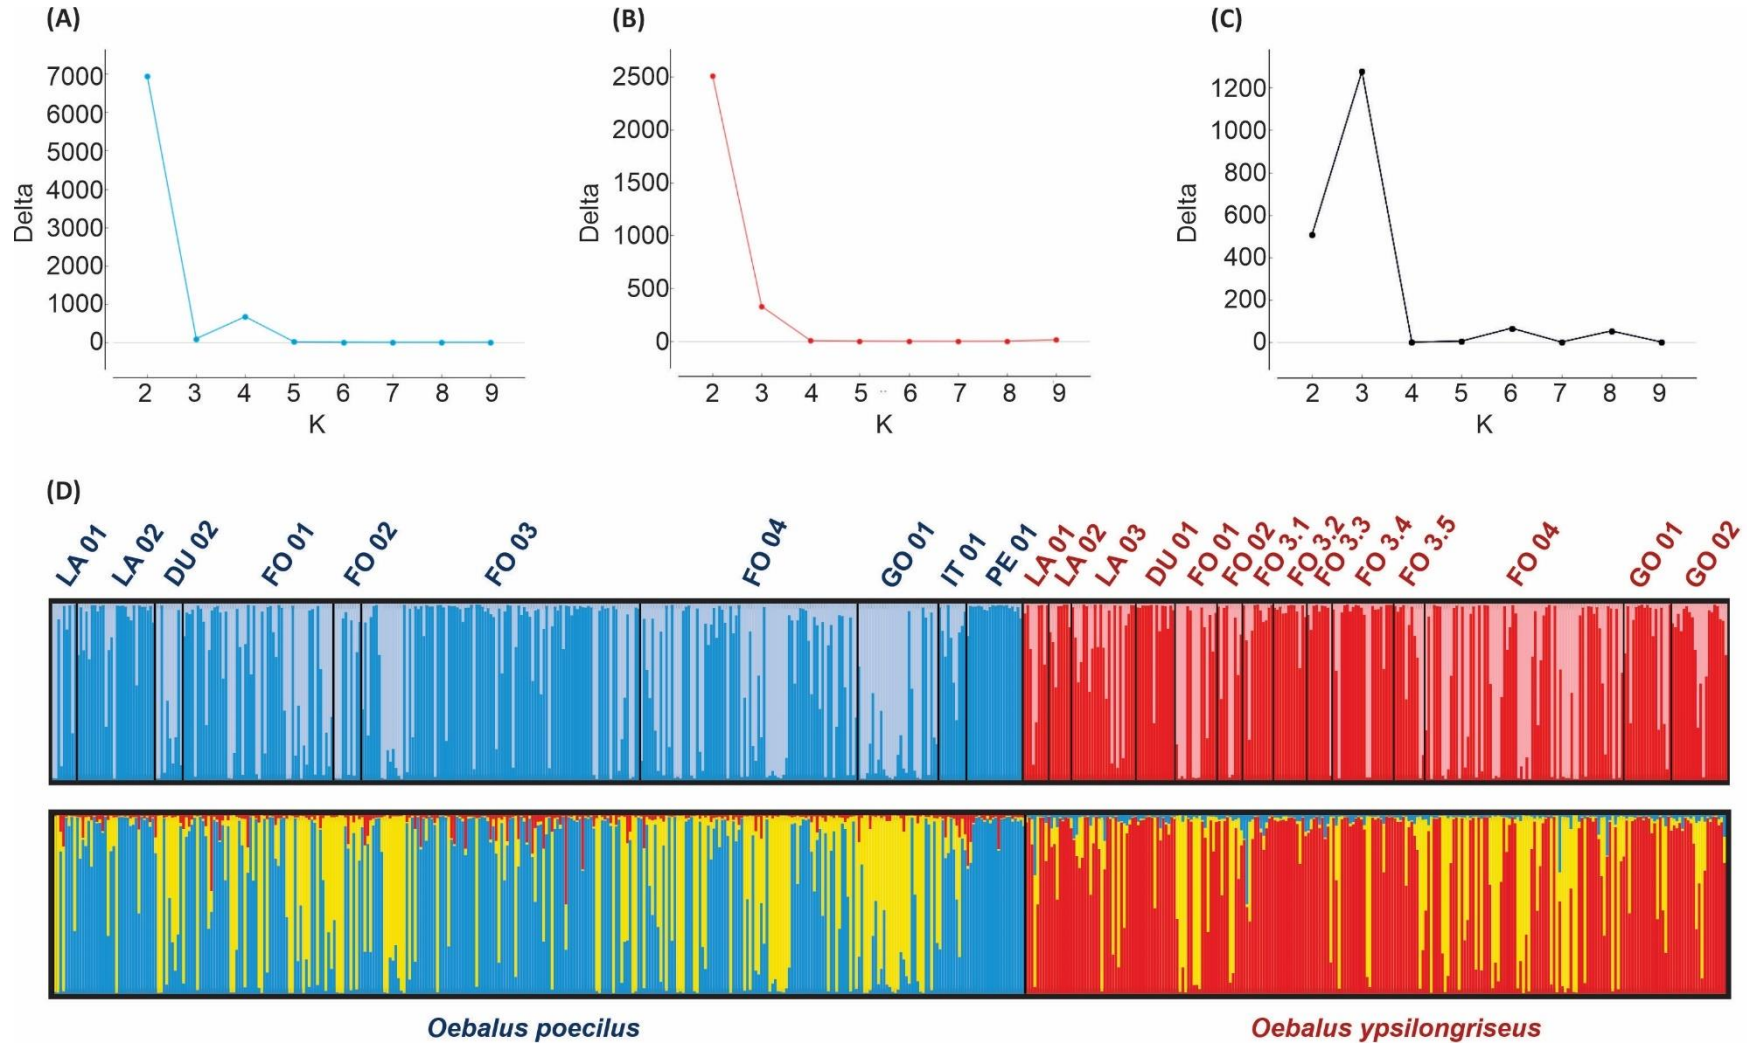 (A)
(B)
(C)
7000
6000
5000
4000
3000
2000
1000
0
Delta
2 3 4 5 6 7 8 9
K
2500
2000
1500
1000
500
0
Delta
2 3 4 5 6 7 8 9
K
1200
1000
800
600
400
200
0
Delta
2 3 4 5 6 7 8 9
K
(D)
LA 01 LA 02 DU 02 FO 01 FO 02 FO 03 FO 04 GO 01 IT 01 PE 01 LA 01 LA 02 LA 03 DU 01 FO 01 FO 02 FO 3.1 FO 3.2 FO 3.3 FO 3.4 FO 3.5 FO 04 GO 01 GO 02
Oebalus poecilus
Oebalus ypsilongriseus